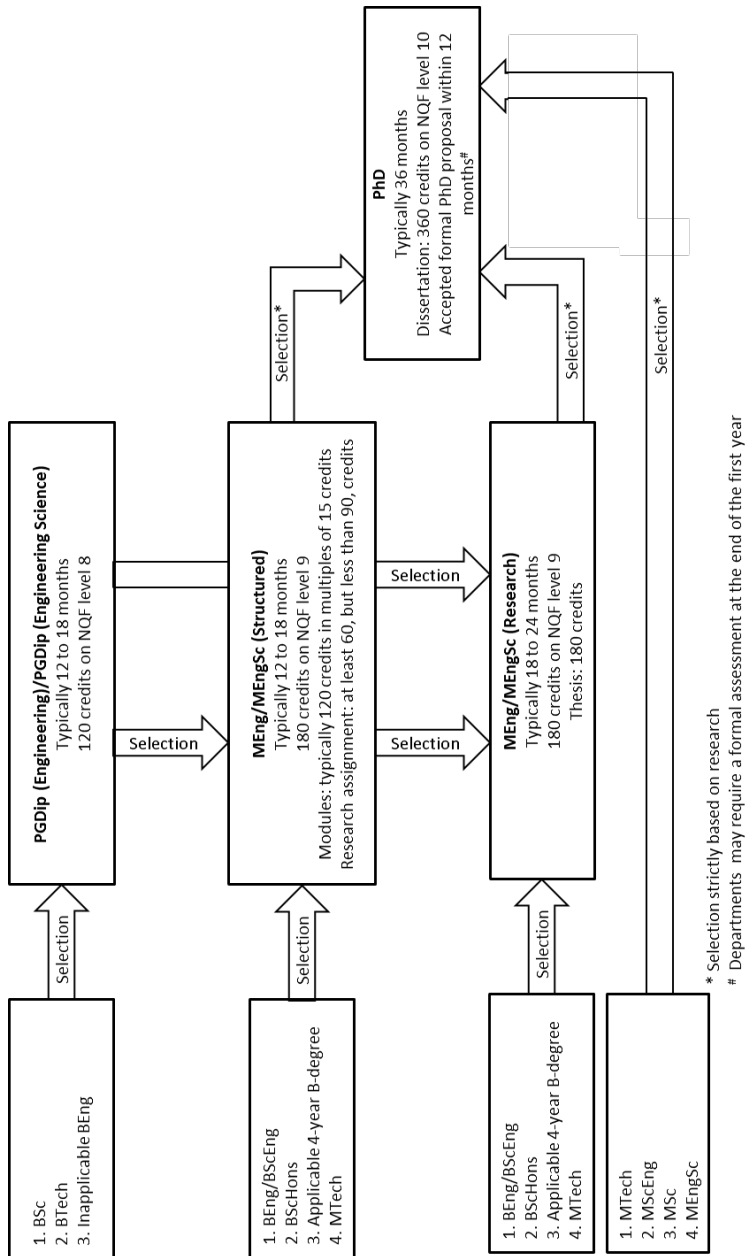 1. BSc
2. BTech
3. Inapplicable BEng
Selection
PGDip (Engineering)/PGDip (Engineering Science)
Typically 12 to 18 months
120 credits on NQF level 8
Selection
1. BEng/BScEng
2. BScHons
3. Applicable 4-year B-degree
4. MTech
Selection
MEng/MEngSc (Structured)
Typically 12 to 18 months
180 credits on NQF level 9
Modules: typically 120 credits in multiples of 15 credits
Research assignment: at least 60, but less than 90, credits
Selection
Selection
Selection*
PhD
Typically 36 months
Dissertation: 360 credits on NQF level 10
Accepted formal PhD proposal within 12
months#
1. BEng/BScEng
2. BScHons
3. Applicable 4-year B-degree
4. MTech
Selection
MEng/MEngSc (Research)
Typically 18 to 24 months
180 credits on NQF level 9
Thesis: 180 credits
Selection*
1. MTech
2. MScEng
3. MSc
4. MEngSc
Selection*
* Selection strictly based on research
# Departments may require a formal assessment at the end of the first year